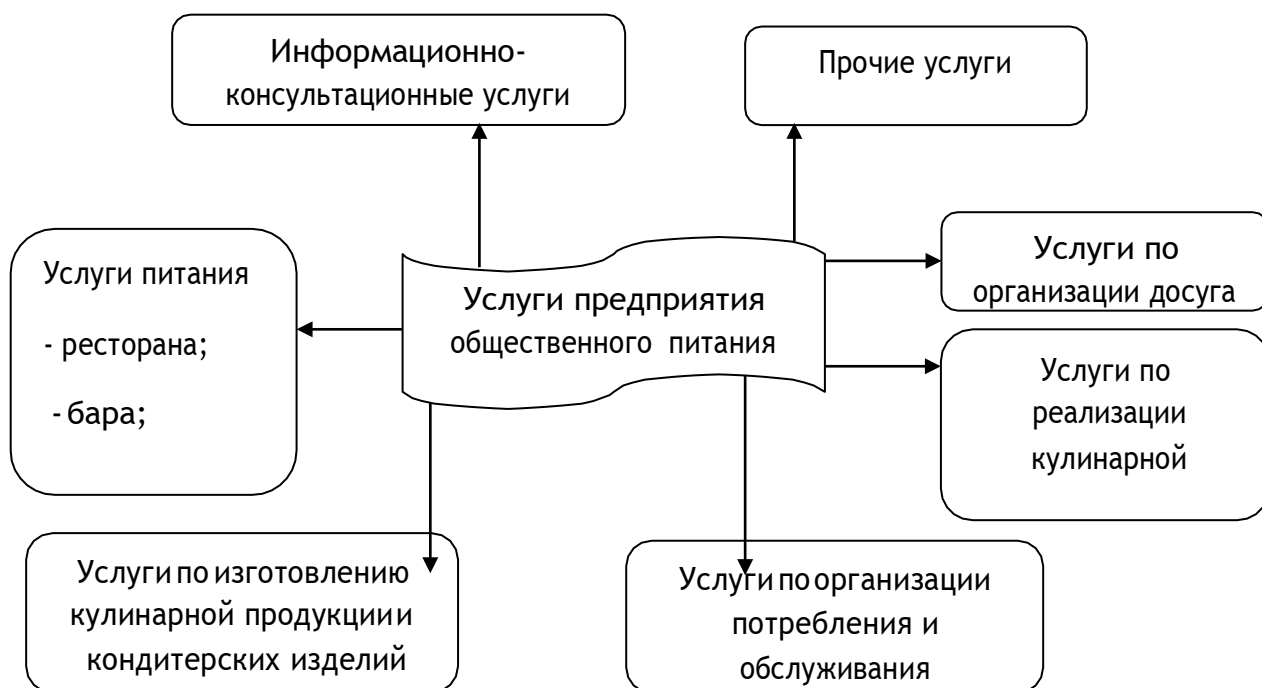 Информационно-
консультационные услуги
Прочие услуги
Услуги питания
- ресторана;
- бара;
Услуги предприятия
общественного питания
Услуги по
организации досуга
Услуги по
реализации
кулинарной
Услуги по изготовлению
кулинарной продукции и
кондитерских изделий
Услуги по организации
потребления и
обслуживания